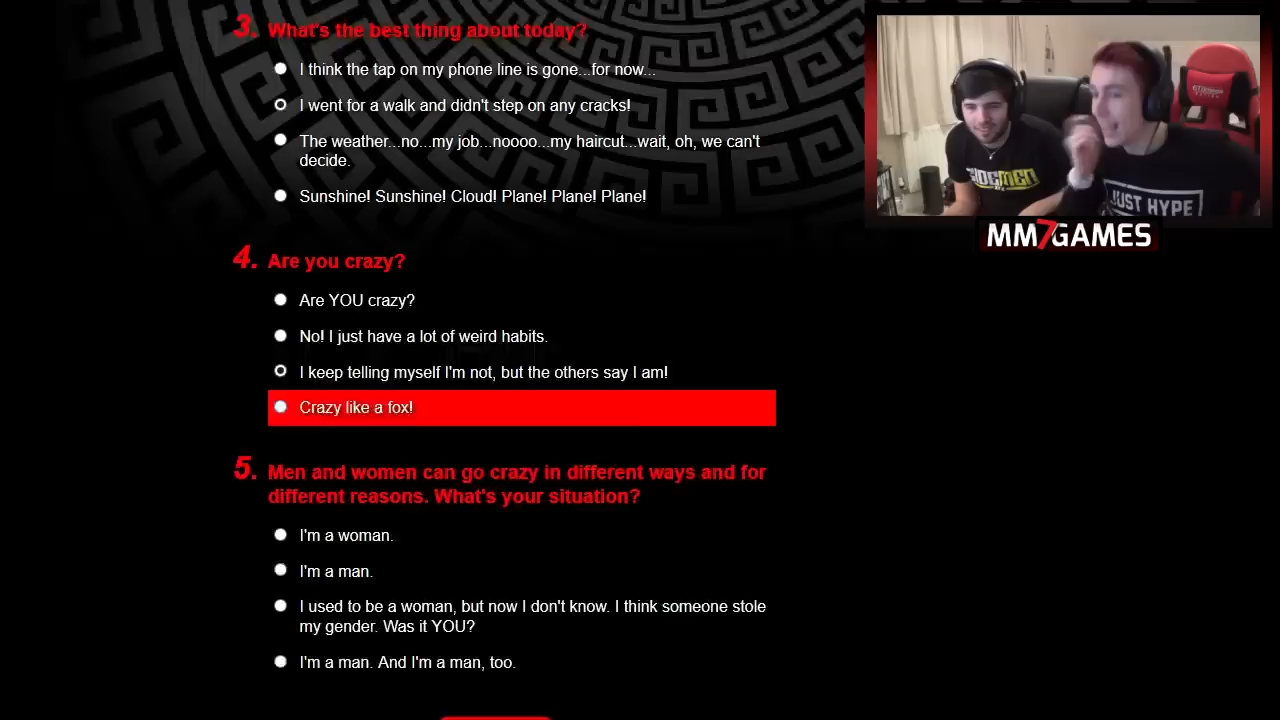 3. What's the best thing about today?
I think the tap on my phone line is gone...for now...
I went for a walk and didn't step on any cracks!
The weather...no...my job...noooo...my haircut...wait, oh, we can't
decide.
Sunshine! Sunshine! Cloud! Plane! Plane! Plane!
4. Are you crazy?
Are YOU crazy?
No! I just have a lot of weird habits.
I keep telling myself I'm not, but the others say I am!
Crazy like a fox!
5. Men and women can go crazy in different ways and for
different reasons. What's your situation?
I'm a woman.
I'm a man.
I used to be a woman, but now I don't know. I think someone stole
my gender. Was it YOU?
I'm a man. And I'm a man, too.
SIDEMEN
JUST HYPE
MM7GAMES